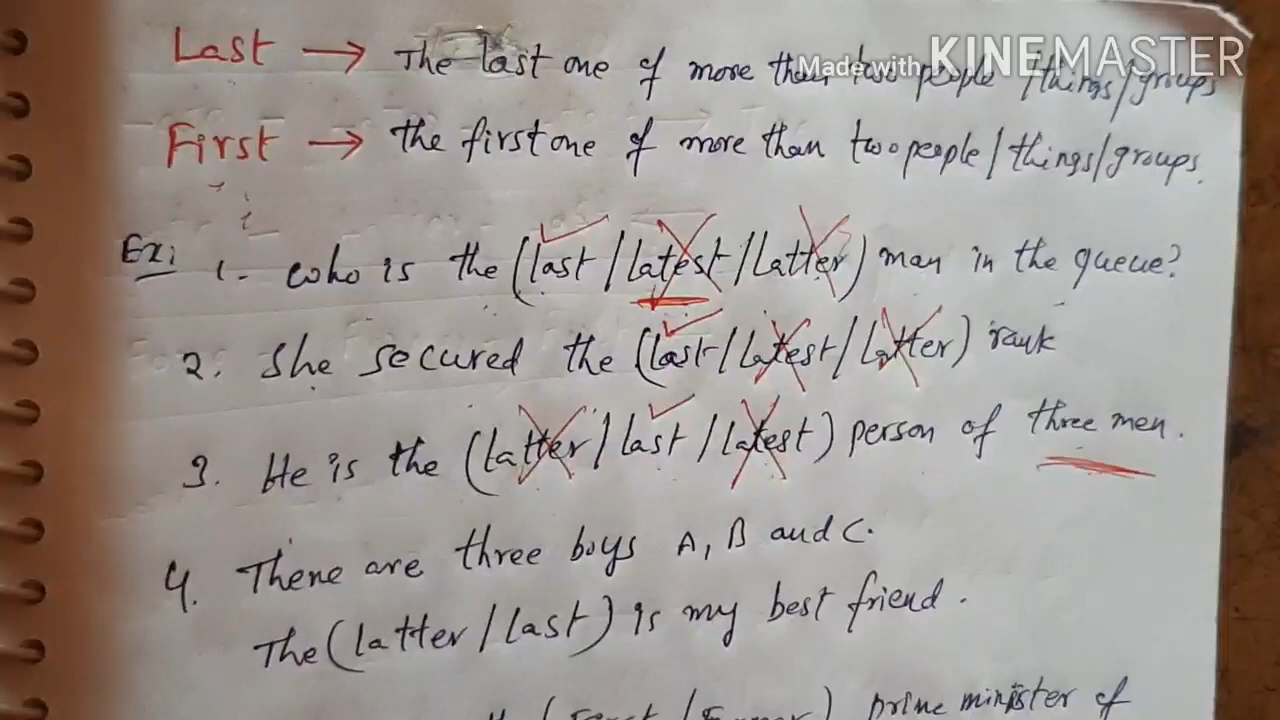 Made with KINEMASTER
Last → The last one of more than two people /things/groups
First → the first one of more than two people/things/groups.
Ex: 1- who is the (last/latest/latter) man in the queue?
2. She secured the (last/latest/latter) rank
3. He is the (latter/last/latest) person of three men.
4. There are three boys A, B and C.
The (latter/last) is my best friend.
prime minister of